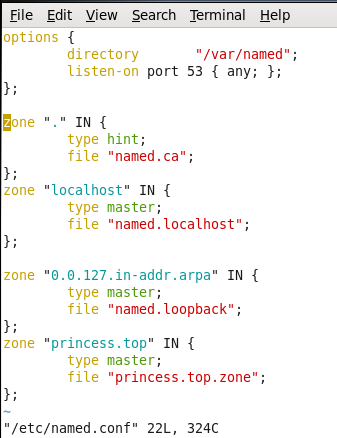 File Edit View Search Terminal Help
options {
        directory       "/var/named";
        listen-on port 53 { any; };
};

zone "." IN {
        type hint;
        file "named.ca";
};
zone "localhost" IN {
        type master;
        file "named.localhost";
};

zone "0.0.127.in-addr.arpa" IN {
        type master;
        file "named.loopback";
};
zone "princess.top" IN {
        type master;
        file "princess.top.zone";
};
~
"/etc/named.conf" 22L, 324C